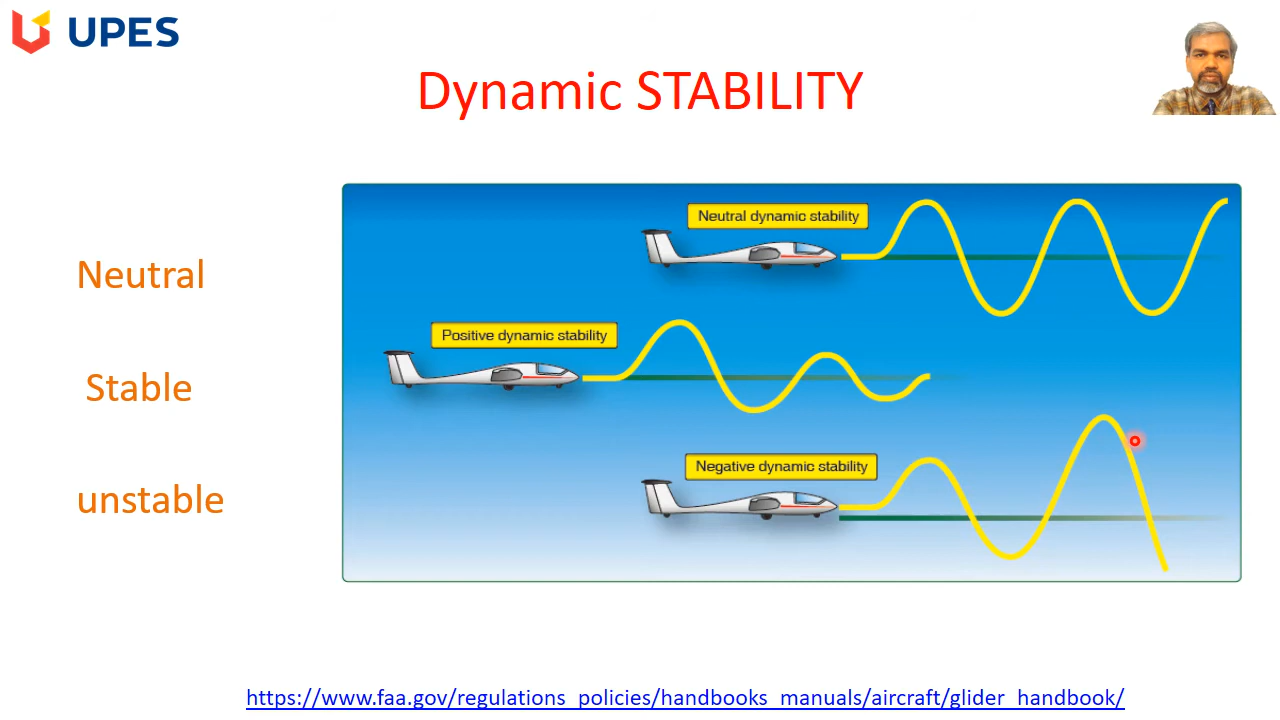 UPES
Dynamic STABILITY
Neutral dynamic stability
Neutral
Positive dynamic stability
Stable
Negative dynamic stability
unstable
https://www.faa.gov/regulations_policies/handbooks_manuals/aircraft/glider_handbook/